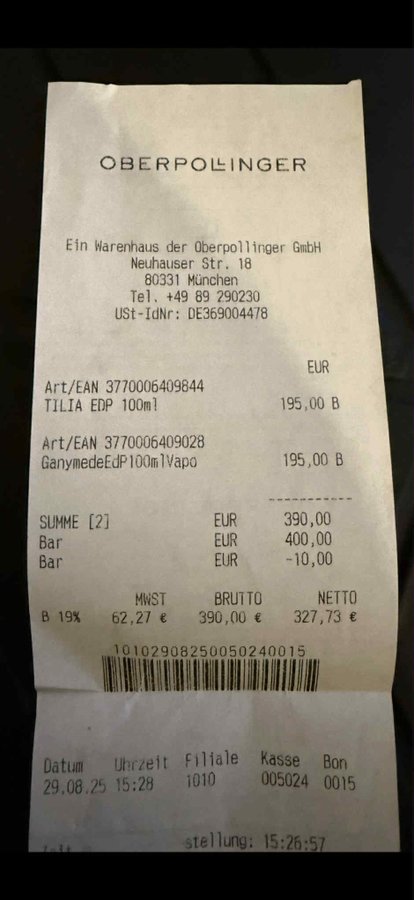 OBERPOLLINGER
Ein Warenhaus der Oberpollinger GmbH
Neuhauser Str. 18
80331 München
Tel. +49 89 290230
USt-IdNr: DE369004478
EUR
Art/EAN 3770006409844
TILIA EDP 100ml 195,00 B
Art/EAN 3770006409028
GanymedeEdP100mlVapo 195,00 B
SUMME [2] EUR 390,00
Bar EUR 400,00
Bar EUR -10,00
MWST BRUTTO NETTO
B 19% 62,27 € 390,00 € 327,73 €
10102908250050240015
Datum Uhrzeit Filiale Kasse Bon
29.08.25 15:28 1010 005024 0015
stellung: 15:26:57